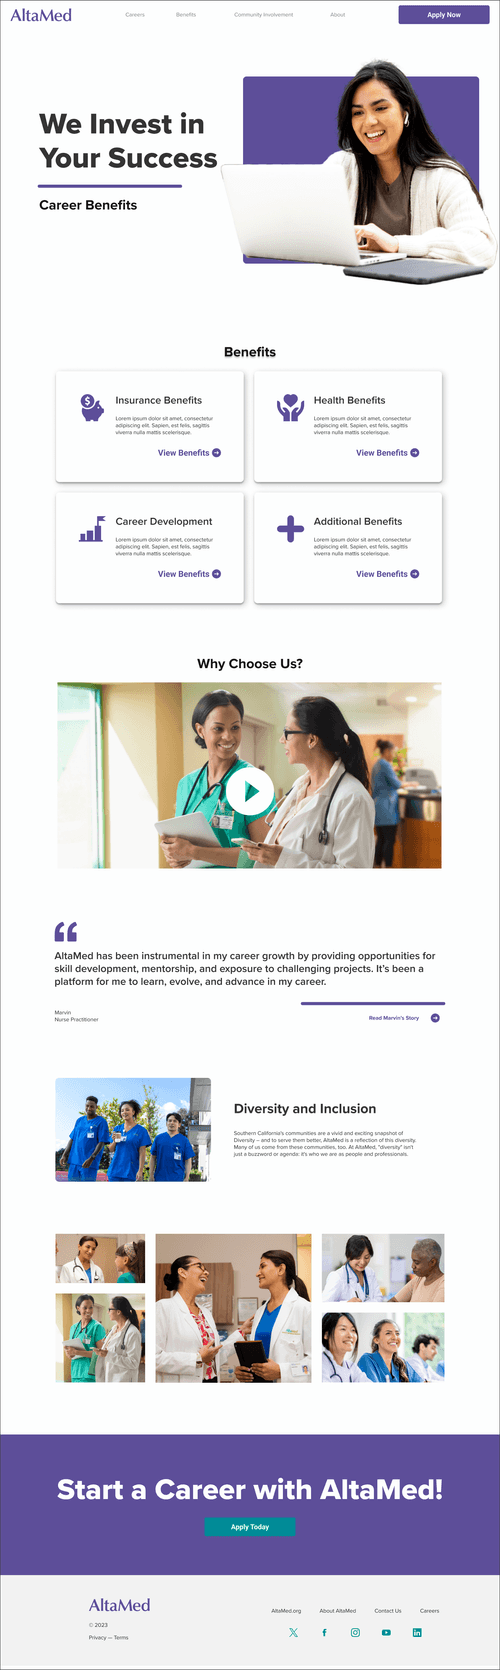 AltaMed
Careers
Benefits
Community Involvement
About
Apply Now
We Invest in
Your Success
Career Benefits
Benefits
Insurance Benefits
Lorem ipsum dolor sit amet, consectetur
adipiscing elit. Sapien, est felis, sagittis
viverra nulla mattis scelerisque.
View Benefits
Health Benefits
Lorem ipsum dolor sit amet, consectetur
adipiscing elit. Sapien, est felis, sagittis
viverra nulla mattis scelerisque.
View Benefits
Career Development
Lorem ipsum dolor sit amet, consectetur
adipiscing elit. Sapien, est felis, sagittis
viverra nulla mattis scelerisque.
View Benefits
Additional Benefits
Lorem ipsum dolor sit amet, consectetur
adipiscing elit. Sapien, est felis, sagittis
viverra nulla mattis scelerisque.
View Benefits
Why Choose Us?
“
AltaMed has been instrumental in my career growth by providing opportunities for
skill development, mentorship, and exposure to challenging projects. It's been a
platform for me to learn, evolve, and advance in my career.
Marvin
Nurse Practitioner
Read Marvin's Story
Diversity and Inclusion
Southern California's communities are a vivid and exciting snapshot of
Diversity – and to serve them better, AltaMed is a reflection of this diversity.
Many of us come from these communities, too. At AltaMed, "diversity" isn't
just a buzzword or agenda: it's who we are as people and professionals.
Start a Career with AltaMed!
Apply Today
AltaMed
© 2023
Privacy — Terms
AltaMed.org
About AltaMed
Contact Us
Careers